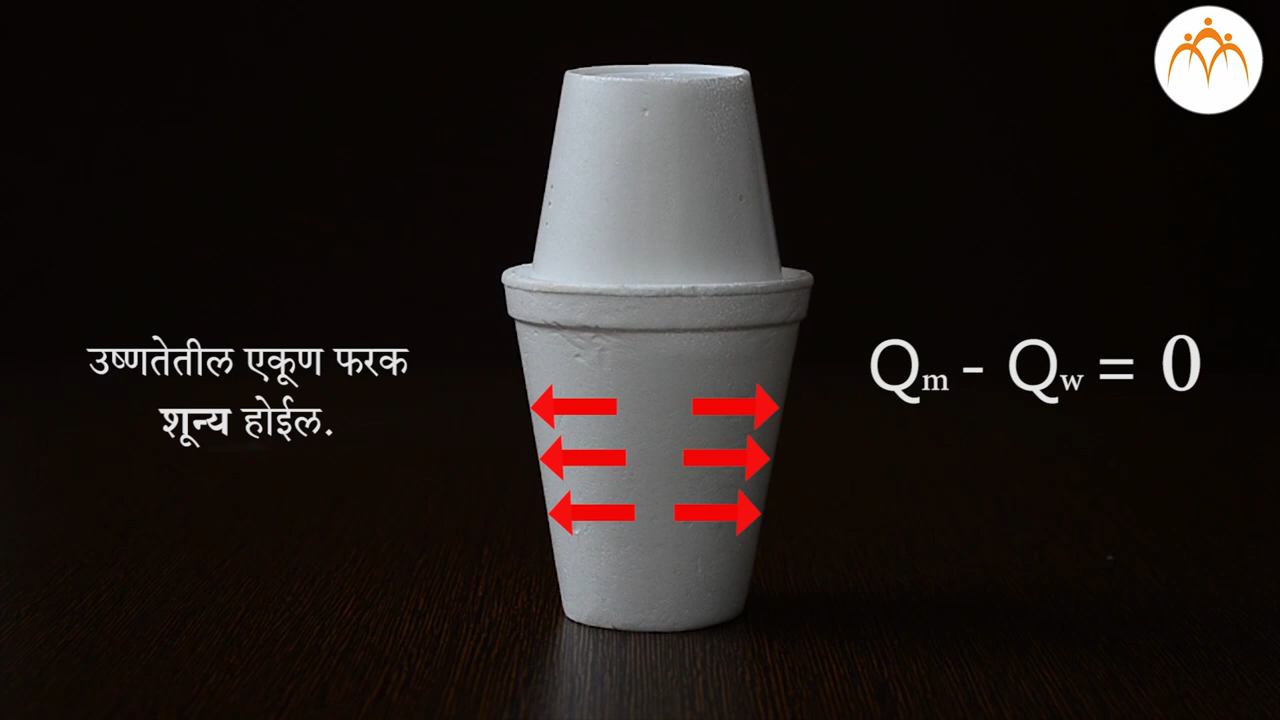 उष्णतेतील एकूण फरक
शून्य होईल.
Qm - Qw = 0